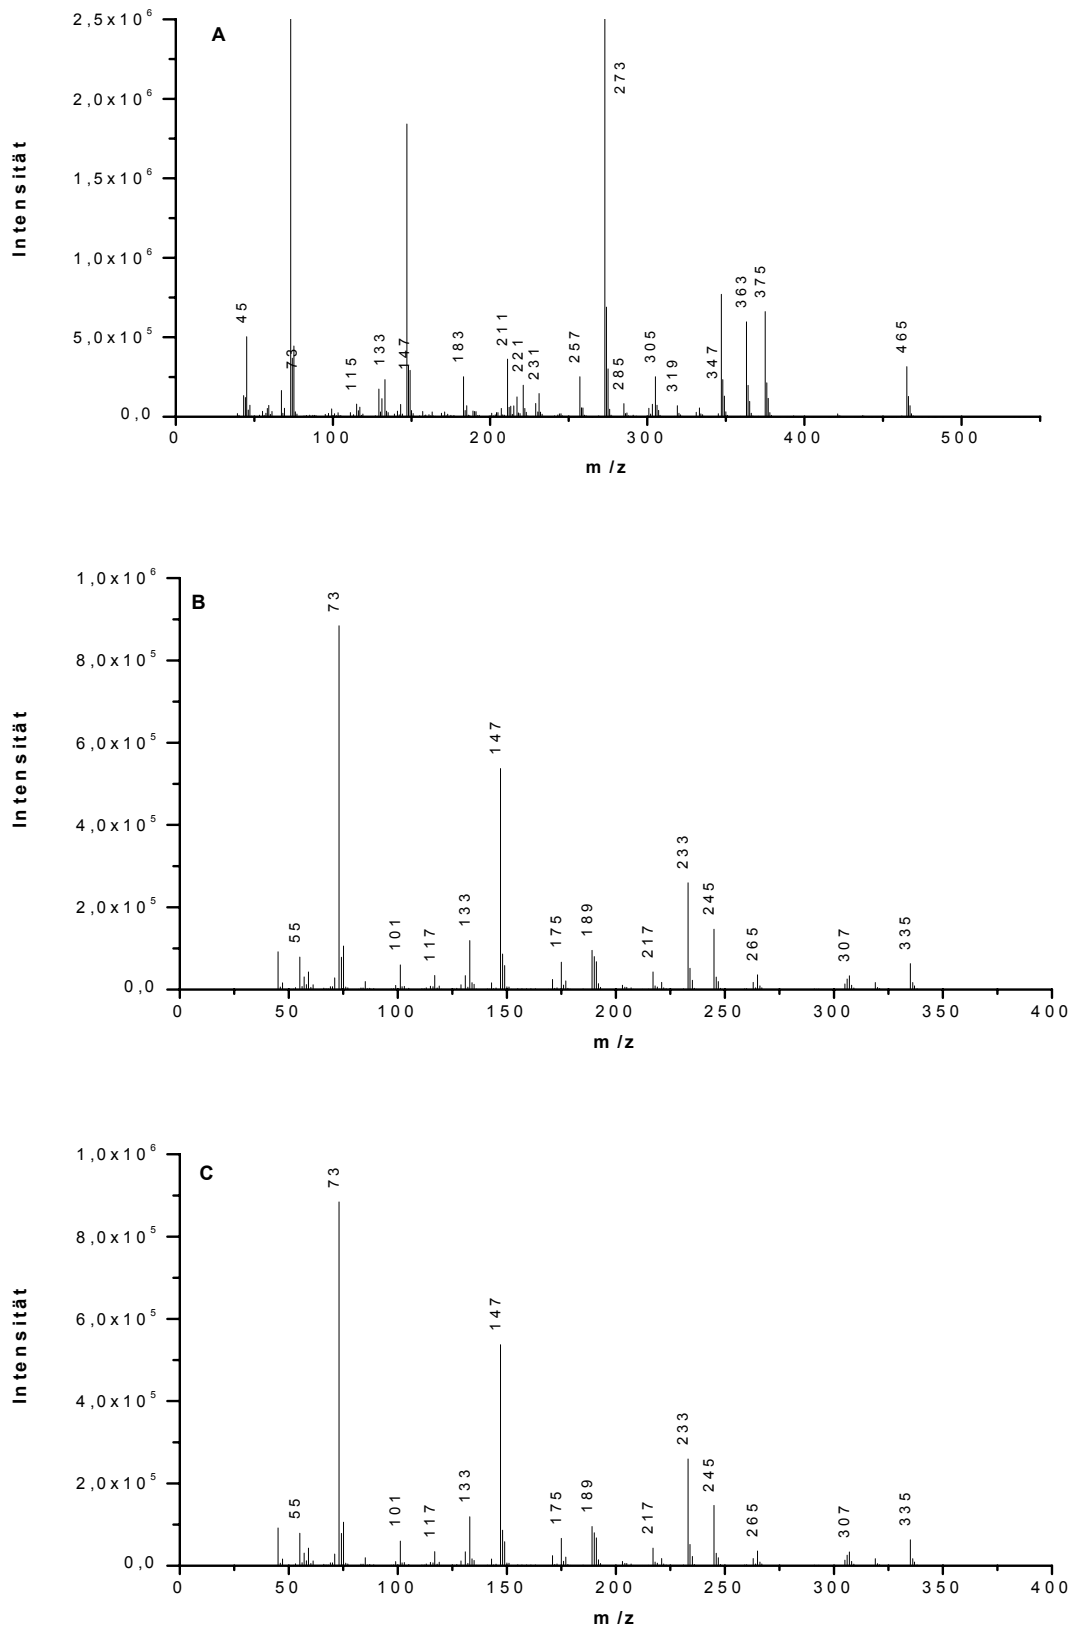 A
Intensität
2,5x10⁶
2,0x10⁶
1,5x10⁶
1,0x10⁶
5,0x10⁵
0,0
45
73
115
133
147
183
211
221
231
257
273
285
305
319
347
363
375
465
0 100 200 300 400 500
m/z
B
Intensität
1,0x10⁶
8,0x10⁵
6,0x10⁵
4,0x10⁵
2,0x10⁵
0,0
55
73
101
117
133
147
175
189
217
233
245
265
307
335
0 50 100 150 200 250 300 350 400
m/z
C
Intensität
1,0x10⁶
8,0x10⁵
6,0x10⁵
4,0x10⁵
2,0x10⁵
0,0
55
73
101
117
133
147
175
189
217
233
245
265
307
335
0 50 100 150 200 250 300 350 400
m/z